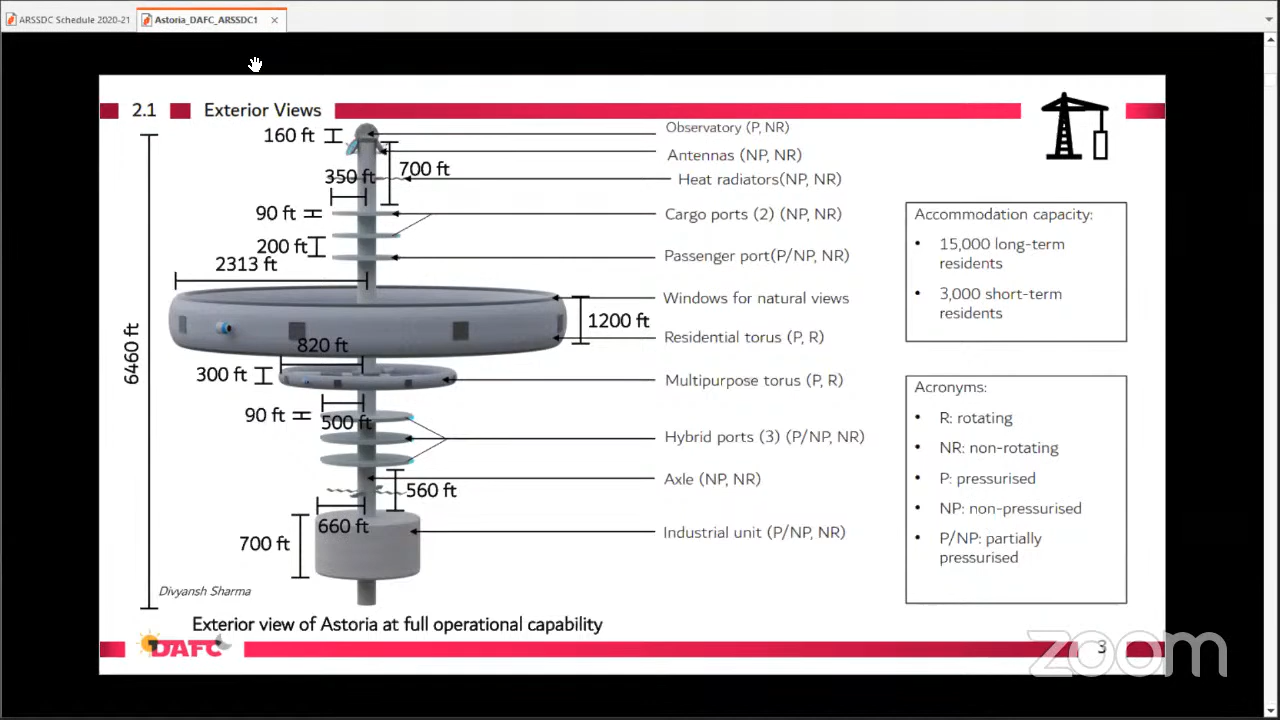 ARSSDC Schedule 2020-21
Astoria_DAFC_ARSSDC1
2.1
Exterior Views
160 ft
700 ft
350 ft
90 ft
200 ft
2313 ft
6460 ft
1200 ft
820 ft
300 ft
90 ft
500 ft
560 ft
660 ft
700 ft
Observatory (P, NR)
Antennas (NP, NR)
Heat radiators(NP, NR)
Cargo ports (2) (NP, NR)
Passenger port(P/NP, NR)
Windows for natural views
Residential torus (P, R)
Multipurpose torus (P, R)
Hybrid ports (3) (P/NP, NR)
Axle (NP, NR)
Industrial unit (P/NP, NR)
Accommodation capacity:
• 15,000 long-term
residents
• 3,000 short-term
residents
Acronyms:
• R: rotating
• NR: non-rotating
• P: pressurised
• NP: non-pressurised
• P/NP: partially
pressurised
Divyansh Sharma
Exterior view of Astoria at full operational capability
DAFC
3
zoom